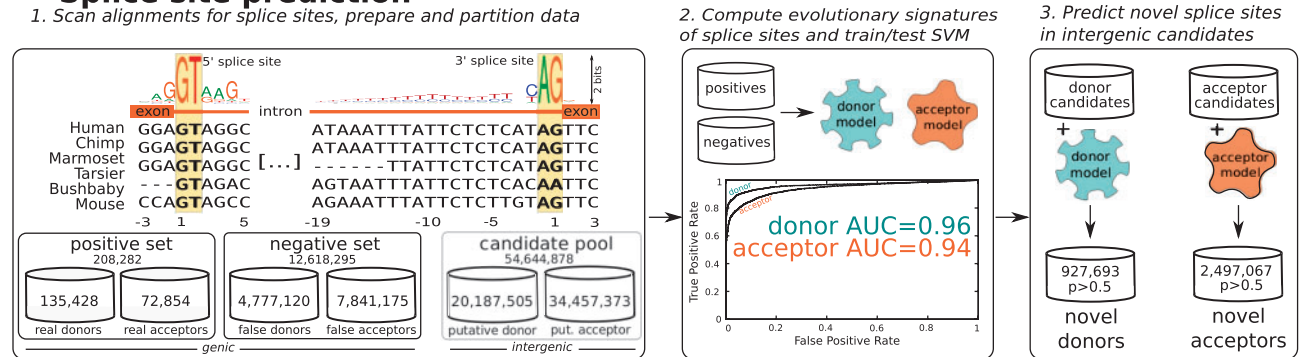 Splice site prediction
1. Scan alignments for splice sites, prepare and partition data
5' splice site
3' splice site
2 bits
AGGTAAG
CAG
exon
intron
exon
Human GGAGTAGGC ATAAATTTATTCTCTCATAGTTC
Chimp GGAGTAGGC ATAAATTTATTCTCTCATAGTTC
Marmoset GGAGTAGGC [...] ------TTATTCTCTCATAGTTC
Tarsier
Bushbaby ---GTAGAC AGTAATTTATTCTCTCACAATTC
Mouse CCAGTAGGC AGAAATTTATTCTCTTGTAGTTC
-3 1 5 -19 -10 -5 1 3
positive set
208,282
135,428
72,854
real donors
real acceptors
negative set
12,618,295
4,777,120
7,841,175
false donors
false acceptors
genic
candidate pool
54,644,878
20,187,505
34,457,373
putative donor
put. acceptor
intergenic
2. Compute evolutionary signatures
of splice sites and train/test SVM
positives
negatives
donor
model
acceptor
model
donor
acceptor
donor AUC=0.96
acceptor AUC=0.94
True Positive Rate
1
0.8
0.6
0.4
0.2
0
0 0.2 0.4 0.6 0.8 1
False Positive Rate
3. Predict novel splice sites
in intergenic candidates
donor
candidates
+
donor
model
927,693
p>0.5
novel
donors
acceptor
candidates
+
acceptor
model
2,497,067
p>0.5
novel
acceptors